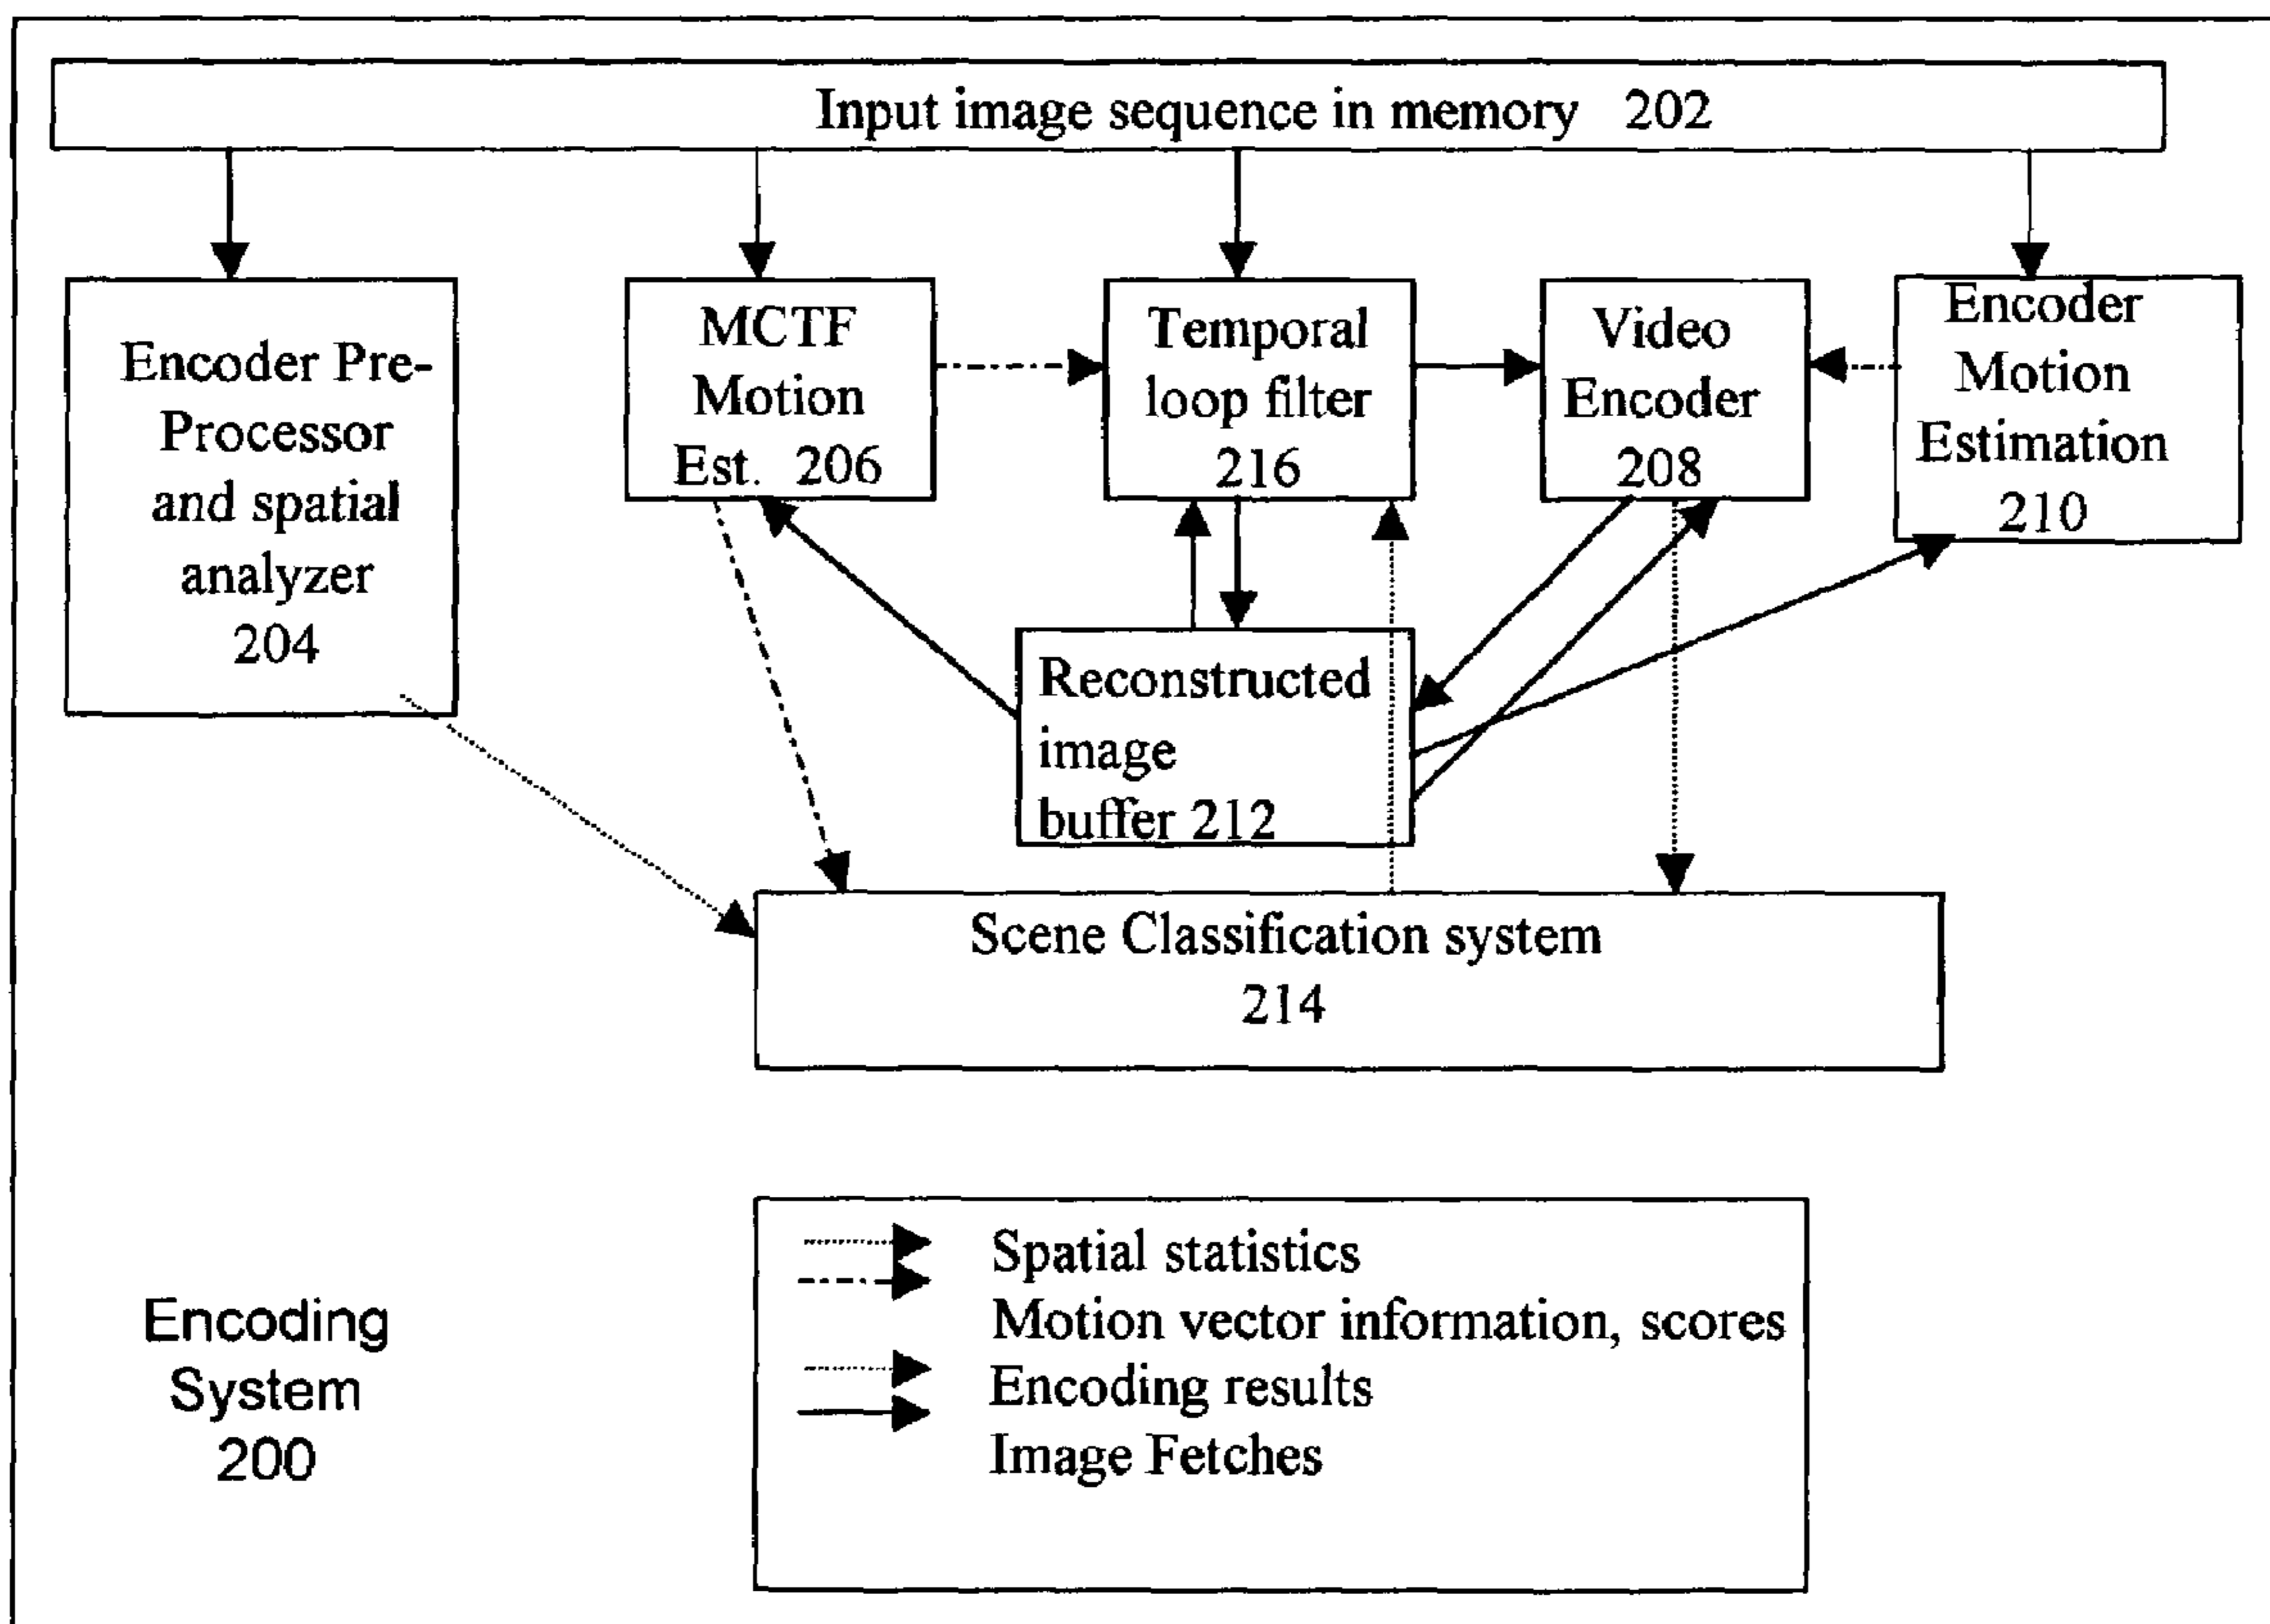 Input image sequence in memory 202
Encoder Pre-
Processor
and spatial
analyzer
204
MCTF
Motion
Est. 206
Temporal
loop filter
216
Video
Encoder
208
Encoder
Motion
Estimation
210
Reconstructed
image
buffer 212
Scene Classification system
214
Spatial statistics
Motion vector information, scores
Encoding results
Image Fetches
Encoding
System
200